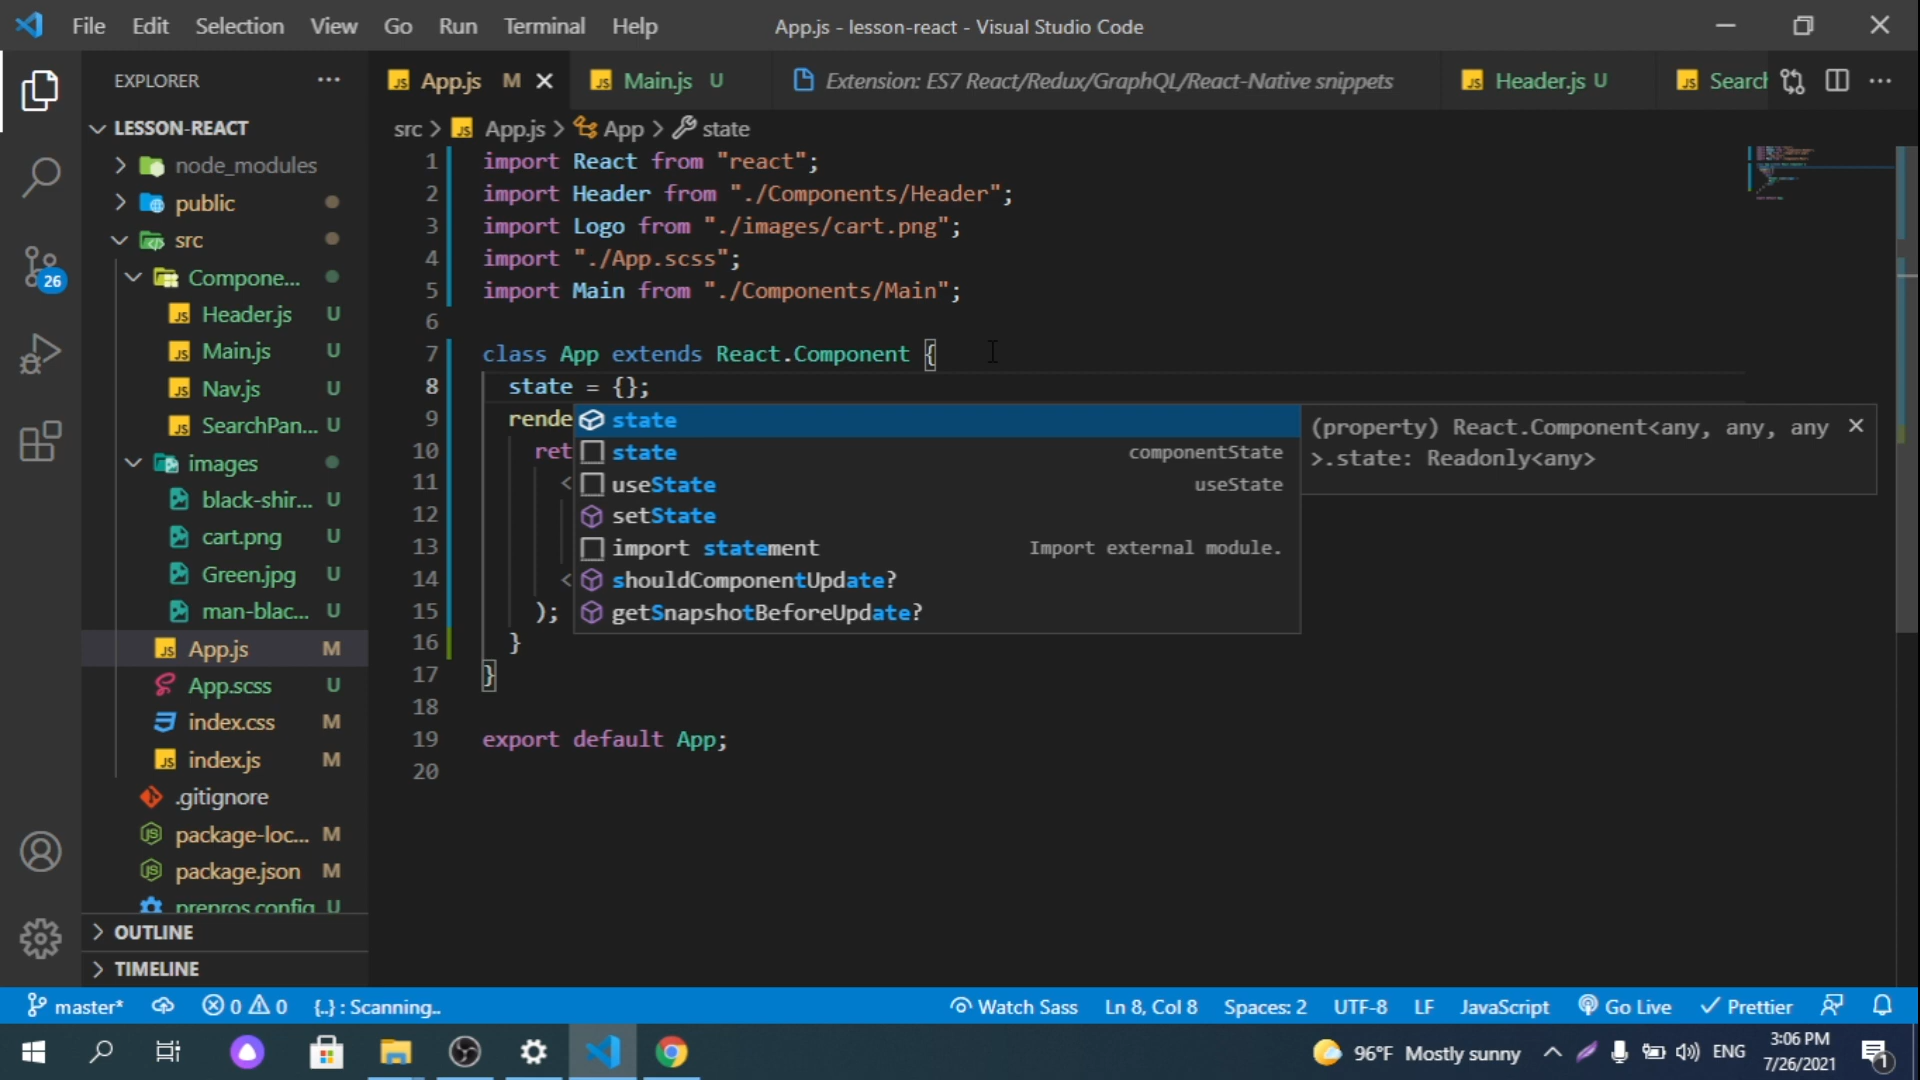 File Edit Selection View Go Run Terminal Help
App.js - lesson-react - Visual Studio Code
EXPLORER
LESSON-REACT
node_modules
public
src
Compone...
Header.js U
Main.js U
Nav.js U
SearchPan... U
images
black-shir... U
cart.png U
Green.jpg U
man-blac... U
App.js M
App.scss U
index.css M
index.js M
.gitignore
package-loc... M
package.json M
prepros.config U
OUTLINE
TIMELINE
26
App.js M
Main.js U
Extension: ES7 React/Redux/GraphQL/React-Native snippets
Header.js U
Search
src > App.js > App > state
1 import React from "react";
2 import Header from "./Components/Header";
3 import Logo from "./images/cart.png";
4 import "./App.scss";
5 import Main from "./Components/Main";
6
7 class App extends React.Component {
8 state = {};
9 rende
10 ret
11 <
12
13
14 <
15 );
16 }
17 }
18
19 export default App;
20
state
state componentState
useState useState
setState
import statement Import external module.
shouldComponentUpdate?
getSnapshotBeforeUpdate?
(property) React.Component<any, any, any
>.state: Readonly<any>
master* 0 0 {..} : Scanning.. Watch Sass Ln 8, Col 8 Spaces: 2 UTF-8 LF JavaScript Go Live Prettier
96°F Mostly sunny ENG
3:06 PM
7/26/2021
1